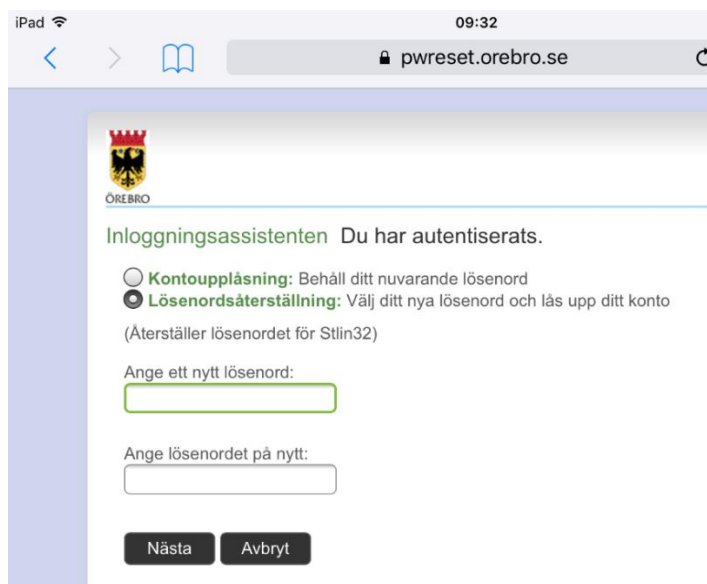 iPad 09:32
pwreset.orebro.se
ÖREBRO
Inloggningsassistenten Du har autentiserats.
Kontoupplåsning: Behåll ditt nuvarande lösenord
Lösenordsåterställning: Välj ditt nya lösenord och lås upp ditt konto
(Återställer lösenordet för Stlin32)
Ange ett nytt lösenord:
Ange lösenordet på nytt:
Nästa Avbryt